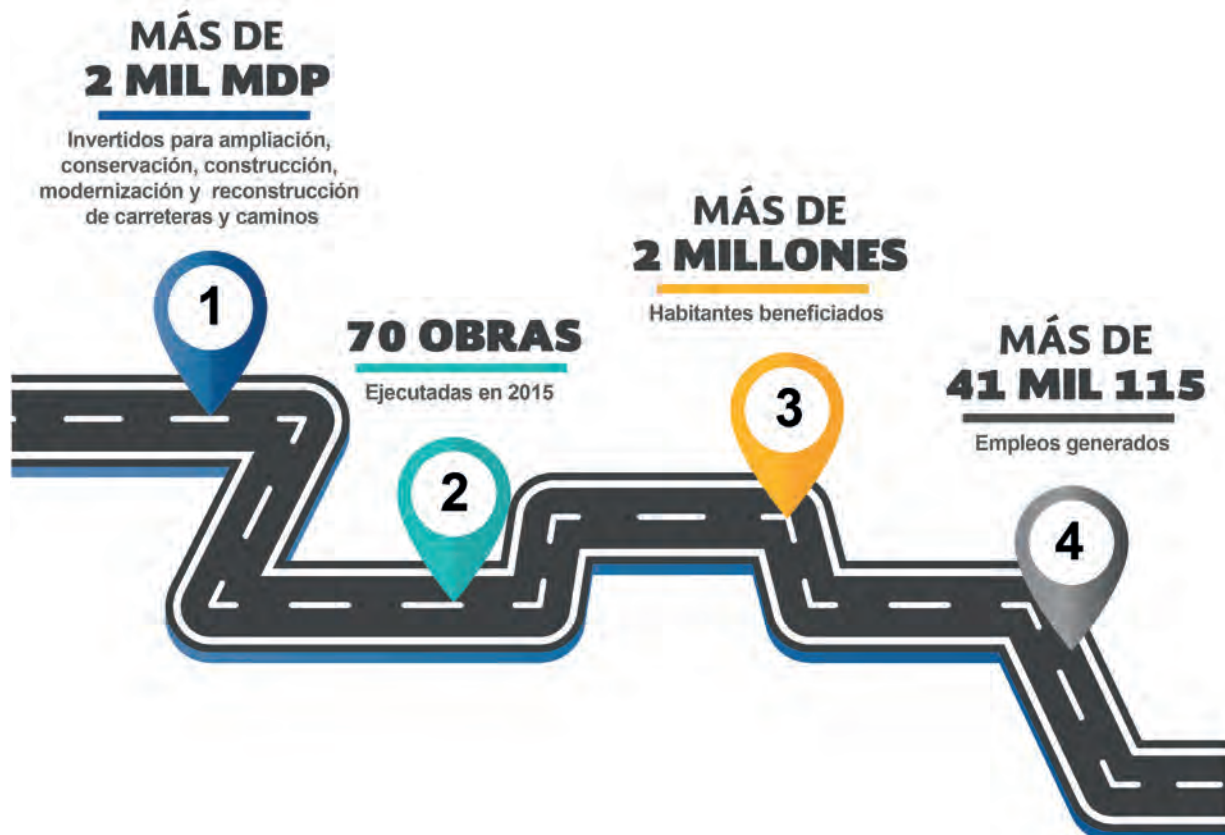 MÁS DE
2 MIL MDP
Invertidos para ampliación,
conservación, construcción,
modernización y reconstrucción
de carreteras y caminos
1
70 OBRAS
Ejecutadas en 2015
2
MÁS DE
2 MILLONES
Habitantes beneficiados
3
MÁS DE
41 MIL 115
Empleos generados
4